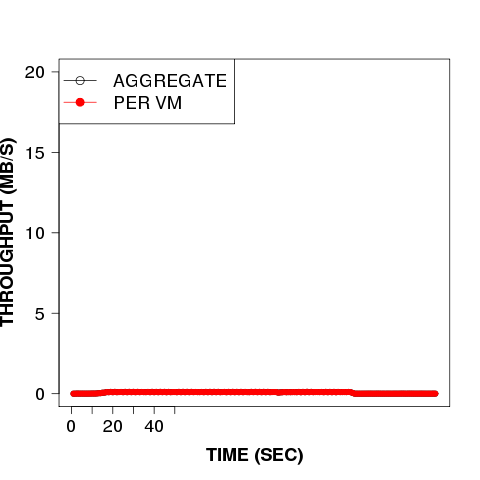 AGGREGATE
PER VM
THROUGHPUT (MB/S)
20
15
10
5
0
0 20 40
TIME (SEC)